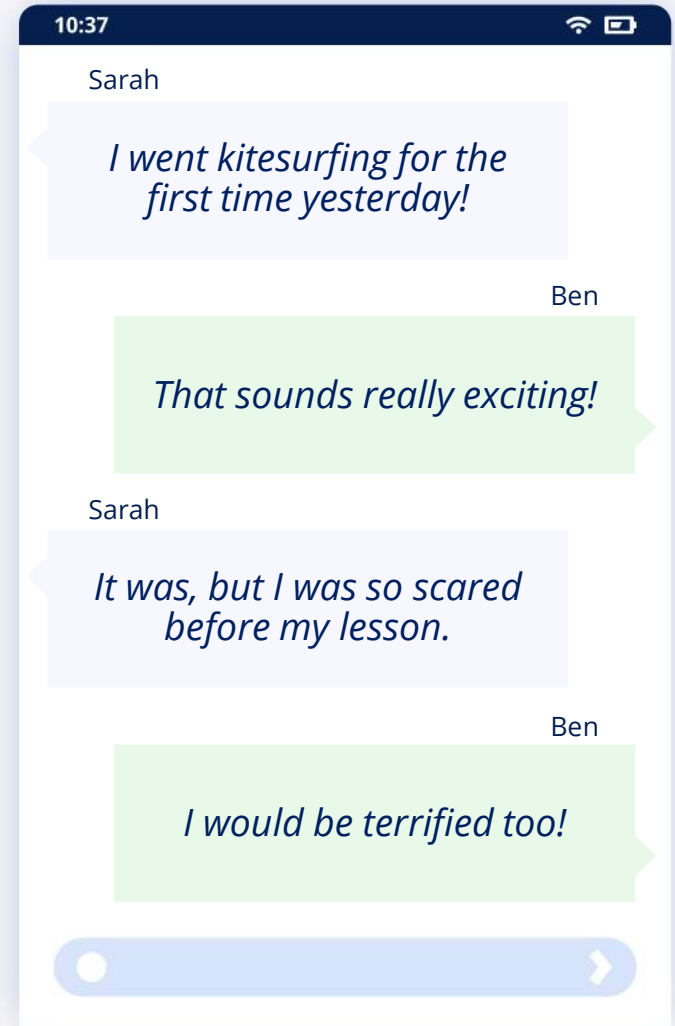 10:37
Sarah
I went kitesurfing for the
first time yesterday!
Ben
That sounds really exciting!
Sarah
It was, but I was so scared
before my lesson.
Ben
I would be terrified too!